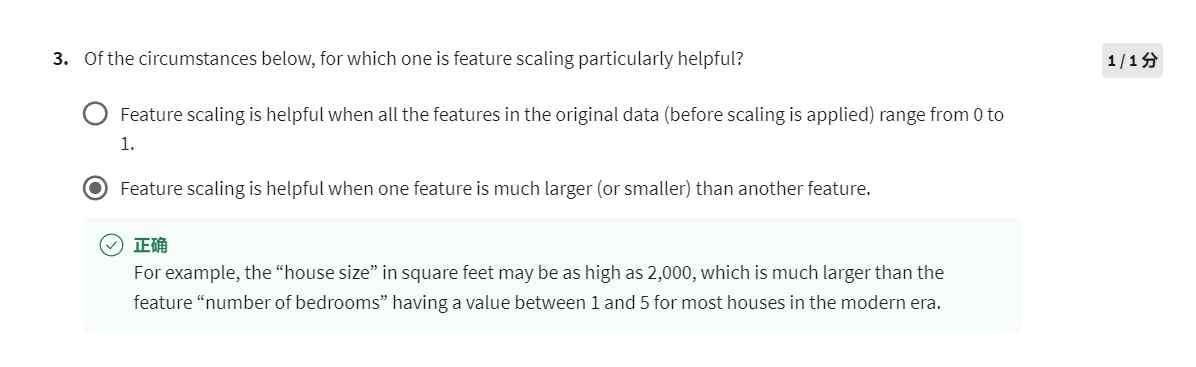 3. Of the circumstances below, for which one is feature scaling particularly helpful?
1 / 1 分
Feature scaling is helpful when all the features in the original data (before scaling is applied) range from 0 to
1.
Feature scaling is helpful when one feature is much larger (or smaller) than another feature.
正确
For example, the “house size” in square feet may be as high as 2,000, which is much larger than the
feature “number of bedrooms” having a value between 1 and 5 for most houses in the modern era.